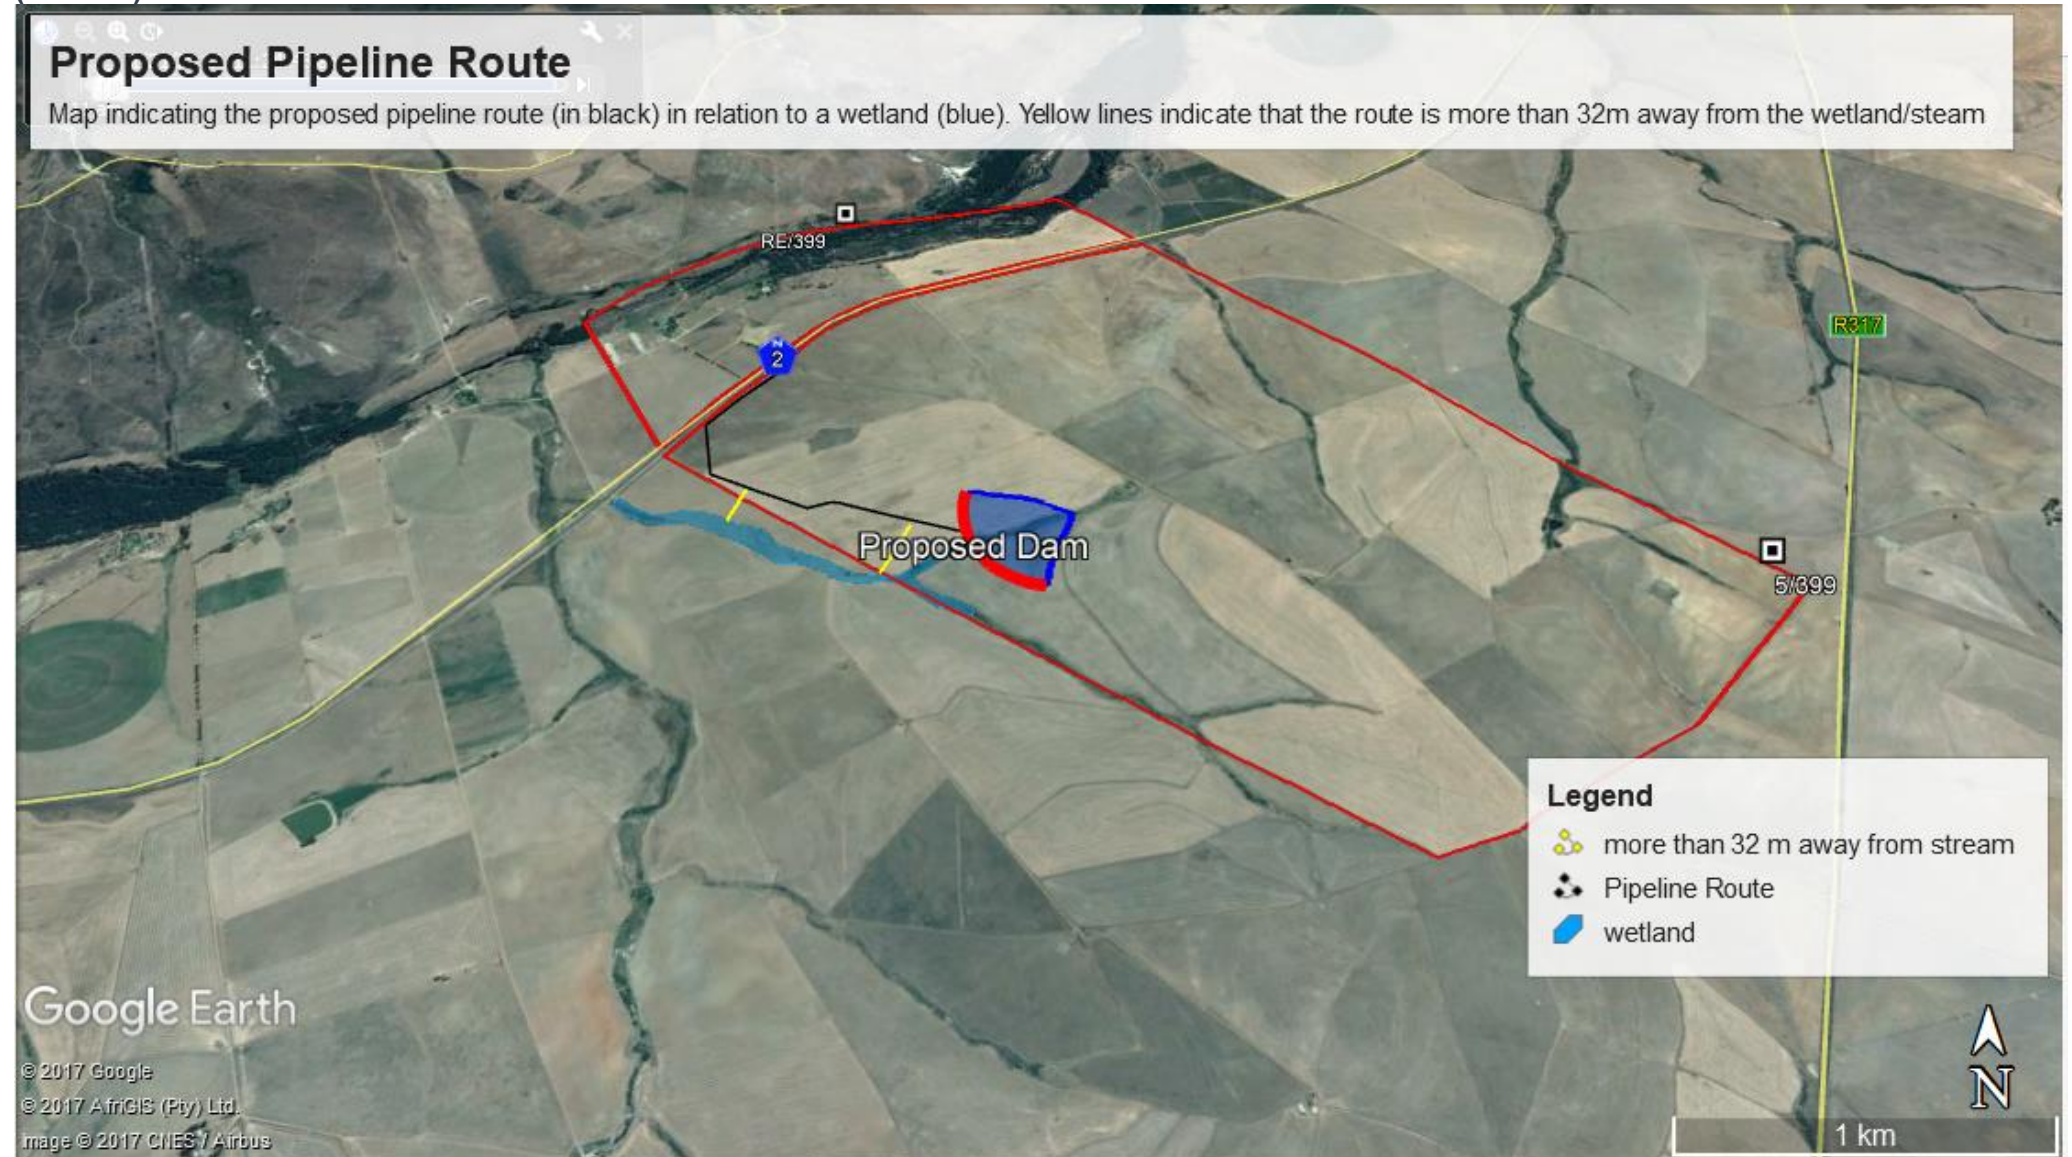 Proposed Pipeline Route
Map indicating the proposed pipeline route (in black) in relation to a wetland (blue). Yellow lines indicate that the route is more than 32m away from the wetland/steam
RE/399
R317
N
2
Proposed Dam
5/399
Legend
more than 32 m away from stream
Pipeline Route
wetland
Google Earth
© 2017 Google
© 2017 AfriGIS (Pty) Ltd.
Image © 2017 CNES / Airbus
N
1 km